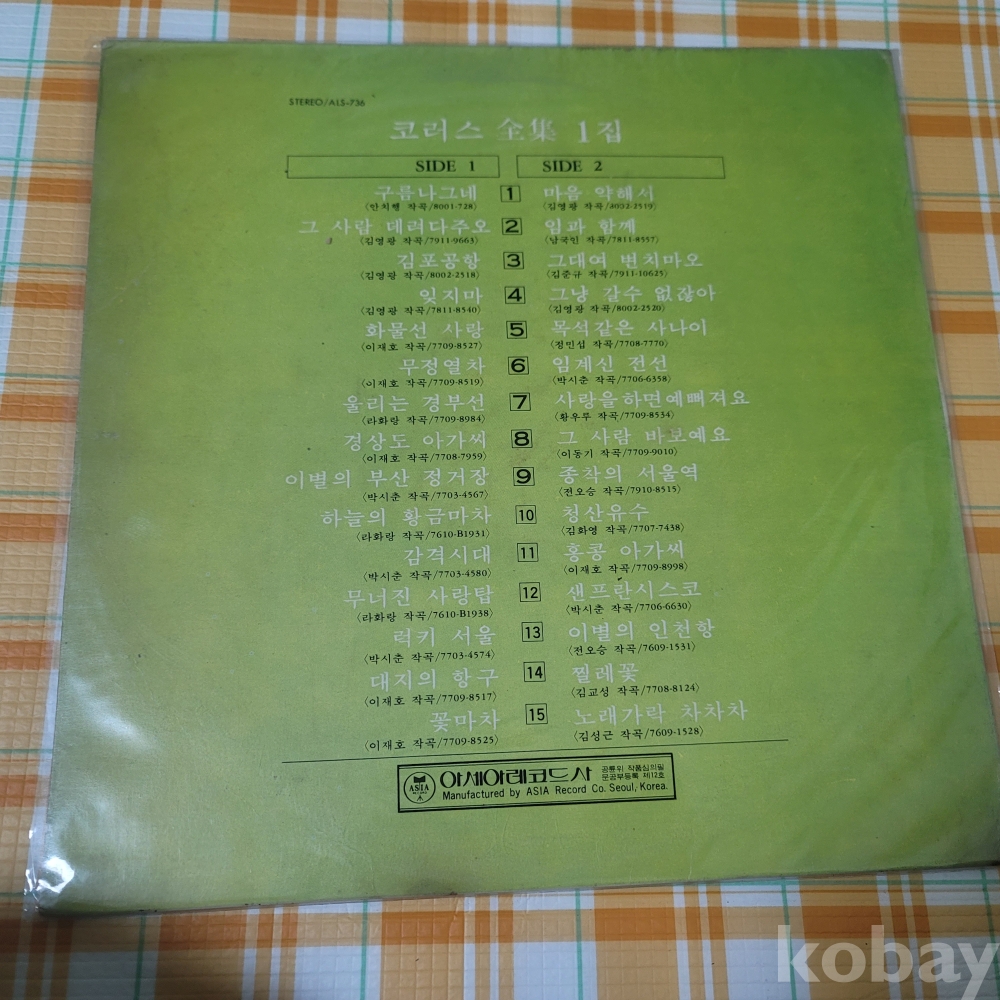 STEREO/ALS-736
코러스 全集 1집
SIDE 1 SIDE 2
구름나그네 1 마음 약해서
〈안치행 작곡/8001-728〉 〈김영광 작곡/8002-2519〉
그 사람 데려다주오 2 임과 함께
〈김영광 작곡/7911-9663〉 〈남국인 작곡/7811-8557〉
김포공항 3 그대여 변치마오
〈김영광 작곡/8002-2518〉 〈김준규 작곡/7911-10625〉
잊지마 4 그냥 갈수 없잖아
〈김영광 작곡/7811-8540〉 〈김영광 작곡/8002-2520〉
화물선 사랑 5 목석같은 사나이
〈이재호 작곡/7709-8527〉 〈정민섭 작곡/7708-7770〉
무정열차 6 임계신 전선
〈이재호 작곡/7709-8519〉 〈박시춘 작곡/7706-6358〉
울리는 경부선 7 사랑을하면예뻐져요
〈라화랑 작곡/7709-8984〉 〈황우루 작곡/7709-8534〉
경상도 아가씨 8 그 사람 바보예요
〈이재호 작곡/7708-7959〉 〈이동기 작곡/7709-9010〉
이별의 부산 정거장 9 종착의 서울역
〈박시춘 작곡/7703-4567〉 〈전오승 작곡/7910-8515〉
하늘의 황금마차 10 청산유수
〈라화랑 작곡/7610-B1931〉 〈김화영 작곡/7707-7438〉
감격시대 11 홍콩 아가씨
〈박시춘 작곡/7703-4580〉 〈이재호 작곡/7709-8998〉
무너진 사랑탑 12 샌프란시스코
〈라화랑 작곡/7610-B1938〉 〈박시춘 작곡/7706-6630〉
럭키 서울 13 이별의 인천항
〈박시춘 작곡/7703-4574〉 〈전오승 작곡/7609-1531〉
대지의 항구 14 찔레꽃
〈이재호 작곡/7709-8517〉 〈김교성 작곡/7708-8124〉
꽃마차 15 노래가락 차차차
〈이재호 작곡/7709-8525〉 〈김성근 작곡/7609-1528〉
ASIA RECORD 아세아레코드사 공륜위 작품심의필
문공부등록 제12호
Manufactured by ASIA Record Co. Seoul, Korea.
kobay